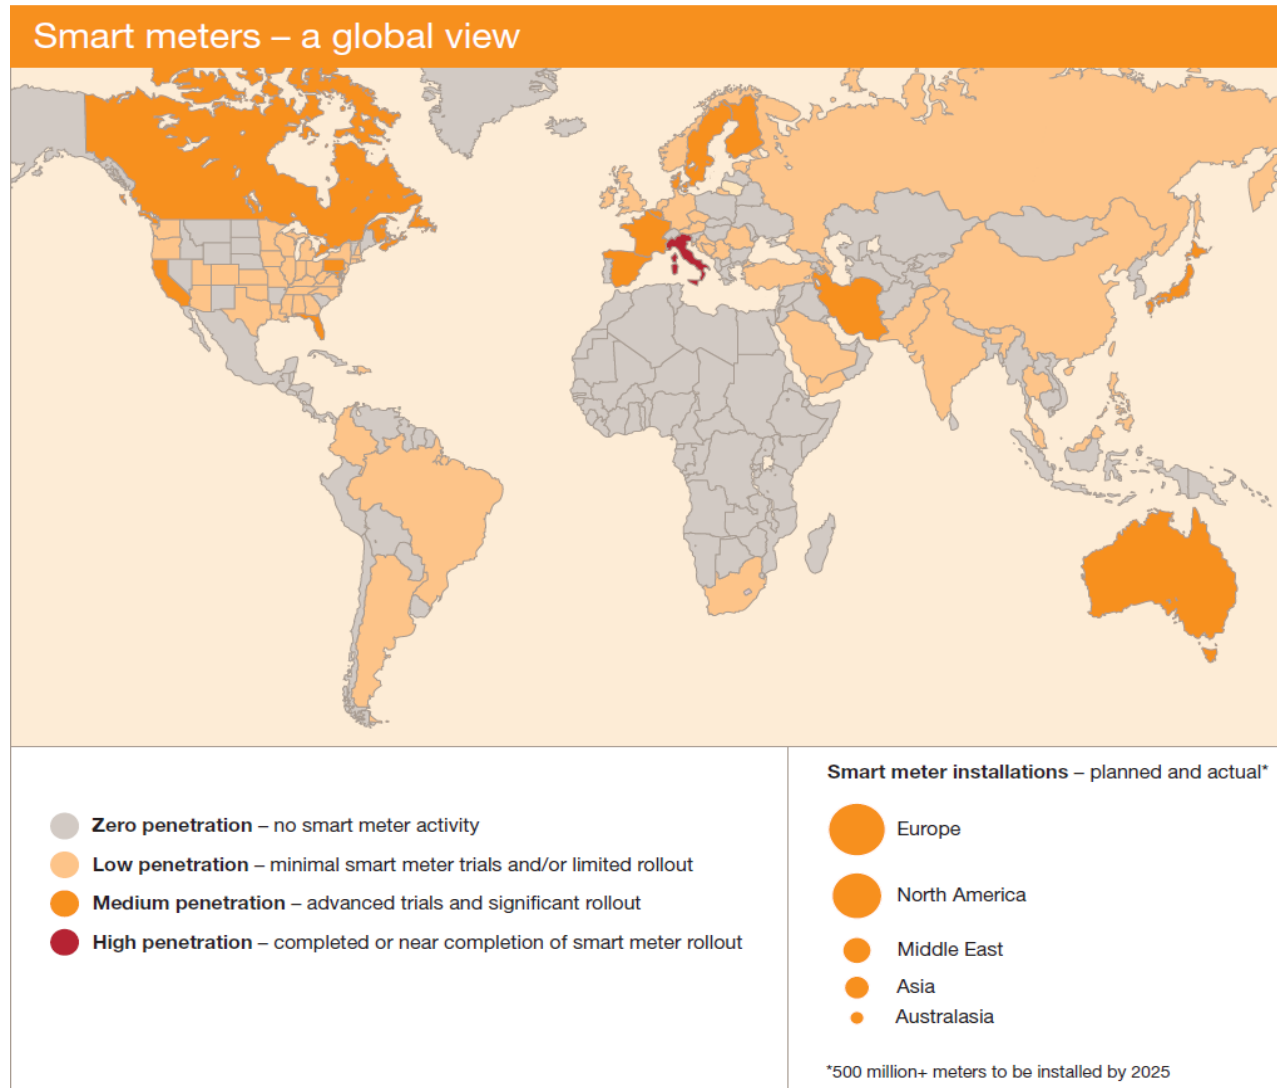 Smart meters – a global view
Zero penetration – no smart meter activity
Low penetration – minimal smart meter trials and/or limited rollout
Medium penetration – advanced trials and significant rollout
High penetration – completed or near completion of smart meter rollout
Smart meter installations – planned and actual*
Europe
North America
Middle East
Asia
Australasia
*500 million+ meters to be installed by 2025